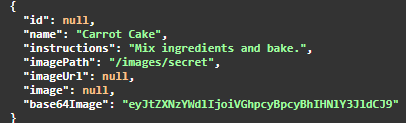 {
"id": null,
"name": "Carrot Cake",
"instructions": "Mix ingredients and bake.",
"imagePath": "/images/secret",
"imageUrl": null,
"image": null,
"base64Image": "eyJtZXNzYWdlIjoiVGhpcyBpcyBhIHNlY3JldCJ9"
}